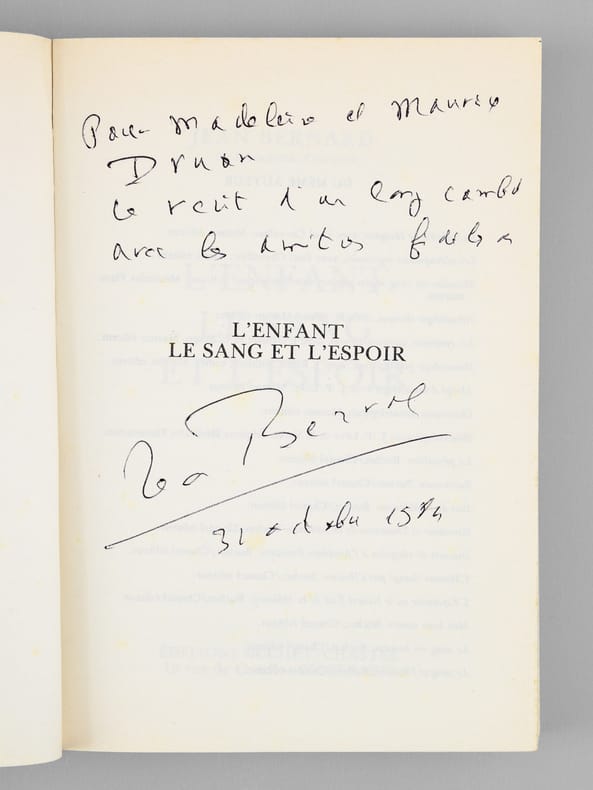 Pour Madeleine et Maurice
Druon
le récit d'un long combat
avec les amitiés fidèles
L'ENFANT
LE SANG ET L'ESPOIR
Jean Bernard
31 octobre 1984